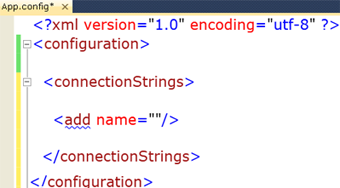 App.config*
<?xml version="1.0" encoding="utf-8" ?>
<configuration>
<connectionStrings>
<add name=""/>
</connectionStrings>
</configuration>